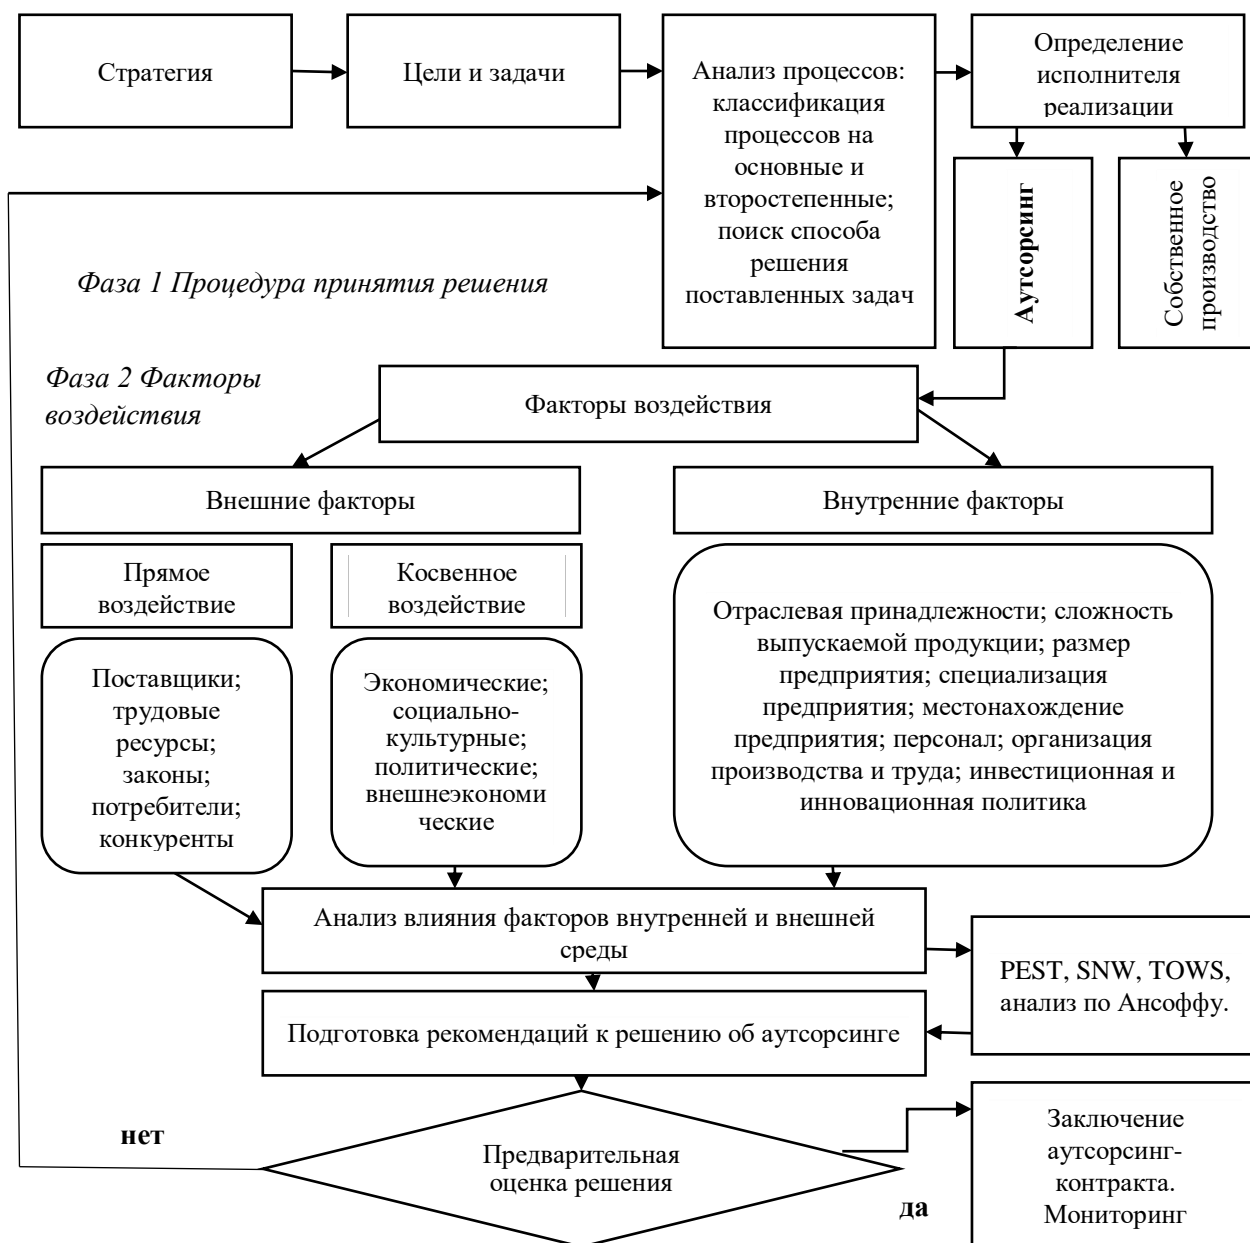 Стратегия
Цели и задачи
Анализ процессов:
классификация
процессов на
основные и
второстепенные;
поиск способа
решения
поставленных задач
Определение
исполнителя
реализации
Аутсорсинг
Собственное
производство
Фаза 1 Процедура принятия решения
Фаза 2 Факторы
воздействия
Факторы воздействия
Внешние факторы
Внутренние факторы
Прямое
воздействие
Косвенное
воздействие
Поставщики;
трудовые
ресурсы;
законы;
потребители;
конкуренты
Экономические;
социально-
культурные;
политические;
внешнеэкономи
ческие
Отраслевая принадлежности; сложность
выпускаемой продукции; размер
предприятия; специализация
предприятия; местонахождение
предприятия; персонал; организация
производства и труда; инвестиционная и
инновационная политика
Анализ влияния факторов внутренней и внешней
среды
PEST, SNW, TOWS,
анализ по Ансоффу.
Подготовка рекомендаций к решению об аутсорсинге
нет
Предварительная
оценка решения
да
Заключение
аутсорсинг-
контракта.
Мониторинг